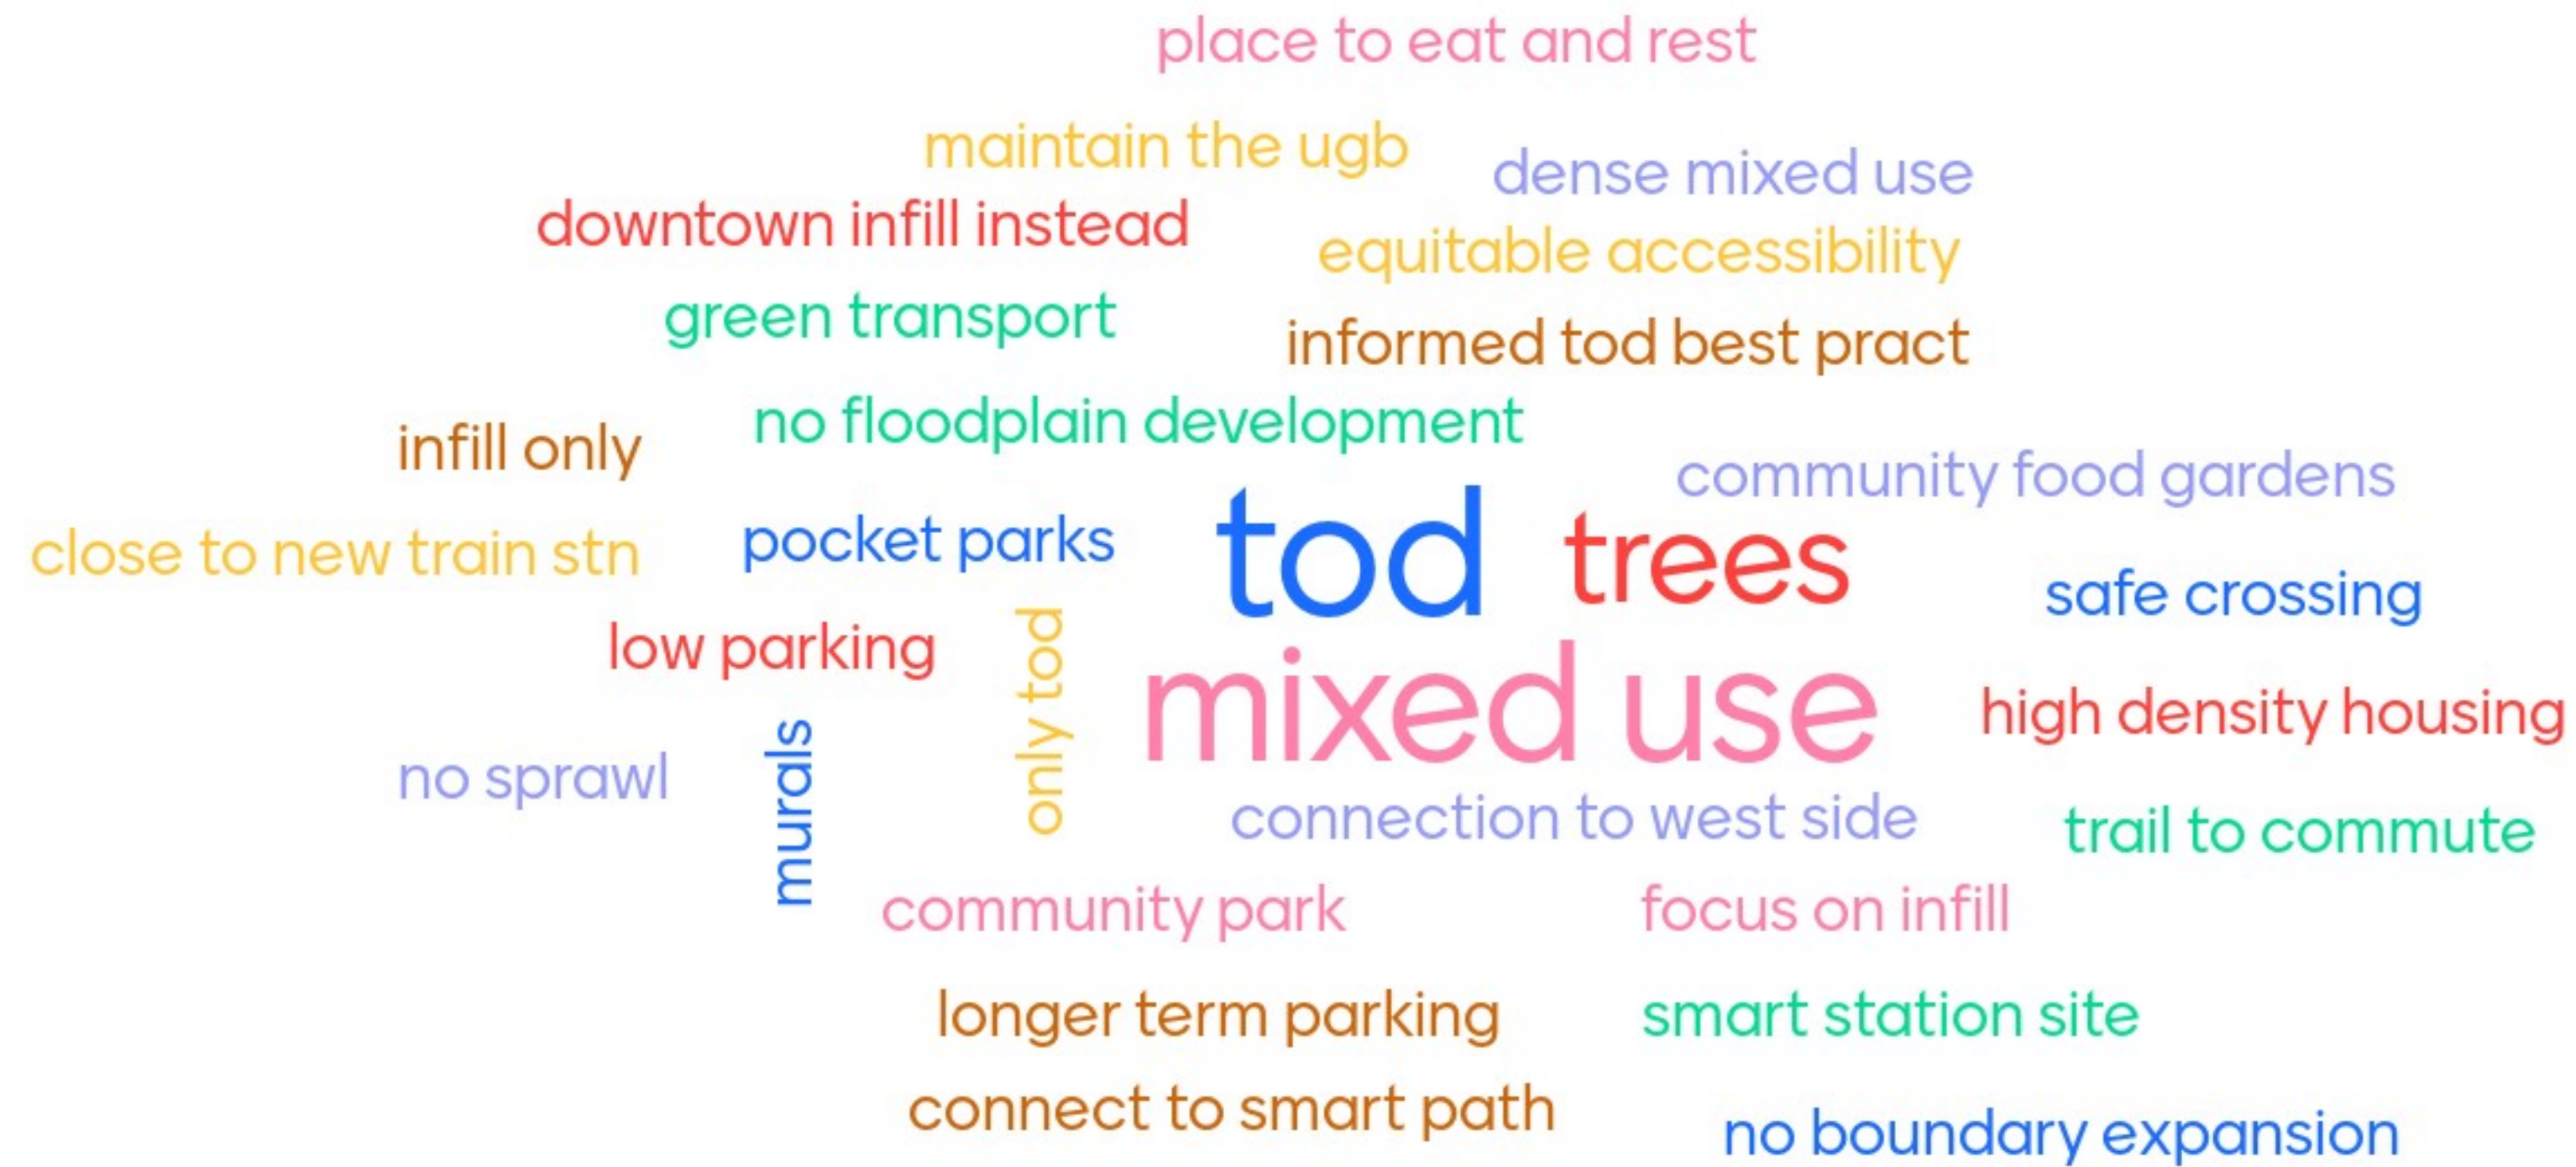 place to eat and rest
maintain the ugb
dense mixed use
downtown infill instead
equitable accessibility
green transport
informed tod best pract
no floodplain development
infill only
community food gardens
close to new train stn
pocket parks
tod
trees
safe crossing
low parking
only tod
mixed use
high density housing
no sprawl
murals
connection to west side
trail to commute
community park
focus on infill
longer term parking
smart station site
connect to smart path
no boundary expansion